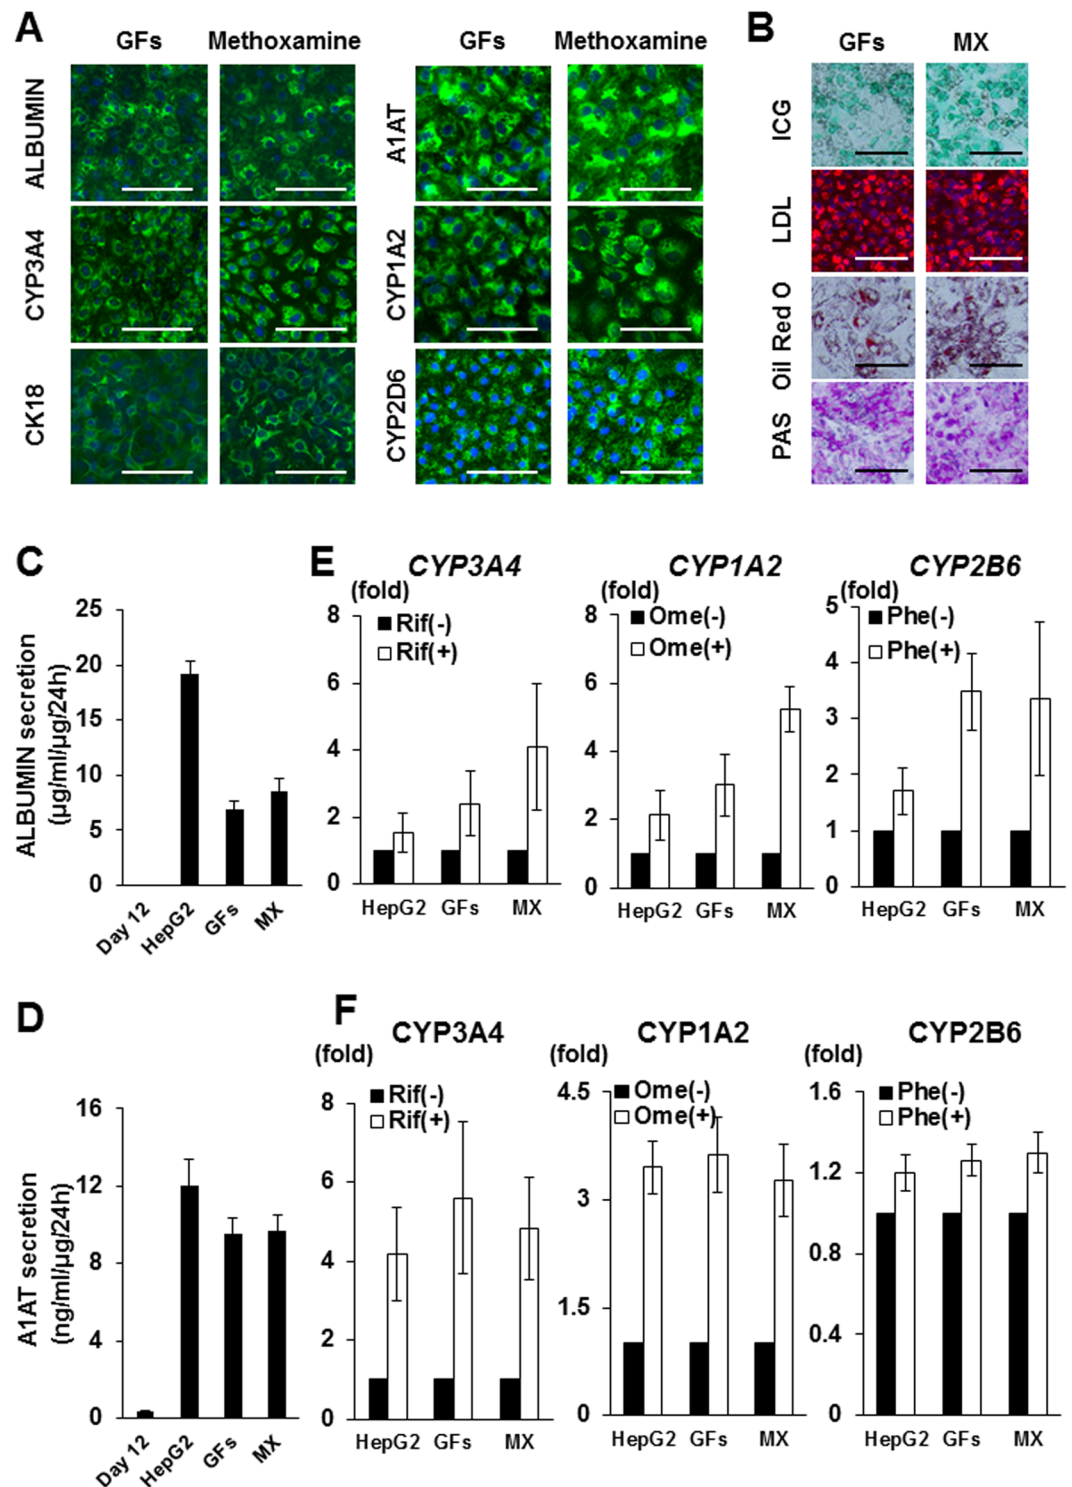 A
GFs Methoxamine GFs Methoxamine
ALBUMIN
A1AT
CYP3A4
CYP1A2
CK18
CYP2D6
B
GFs MX
ICG
LDL
Oil Red O
PAS
C
ALBUMIN secretion
(μg/ml/μg/24h)
25
20
15
10
5
0
Day 12 HepG2 GFs MX
E
CYP3A4
(fold)
Rif(-)
Rif(+)
8
6
4
2
0
HepG2 GFs MX
CYP1A2
(fold)
Ome(-)
Ome(+)
8
6
4
2
0
HepG2 GFs MX
CYP2B6
(fold)
Phe(-)
Phe(+)
5
4
3
2
1
0
HepG2 GFs MX
D
A1AT secretion
(ng/ml/μg/24h)
16
12
8
4
0
Day 12 HepG2 GFs MX
F
CYP3A4
(fold)
Rif(-)
Rif(+)
8
6
4
2
0
HepG2 GFs MX
CYP1A2
(fold)
Ome(-)
Ome(+)
4.5
3
1.5
0
HepG2 GFs MX
CYP2B6
(fold)
Phe(-)
Phe(+)
1.6
1.2
0.8
0.4
0
HepG2 GFs MX